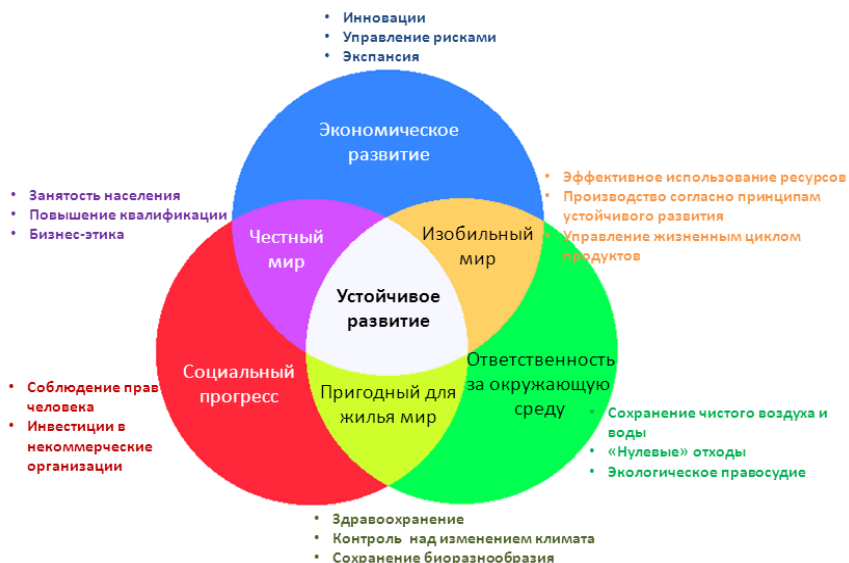 • Инновации
• Управление рисками
• Экспансия
Экономическое
развитие
• Занятость населения
• Повышение квалификации
• Бизнес-этика
• Эффективное использование ресурсов
• Производство согласно принципам
устойчивого развития
• Управление жизненным циклом
продуктов
Честный
мир
Изобильный
мир
Устойчивое
развитие
Социальный
прогресс
Пригодный для
жилья мир
Ответственность
за окружающую
среду
• Соблюдение прав
человека
• Инвестиции в
некоммерческие
организации
• Сохранение чистого воздуха и
воды
• «Нулевые» отходы
• Экологическое правосудие
• Здравоохранение
• Контроль над изменением климата
• Сохранение биоразнообразия